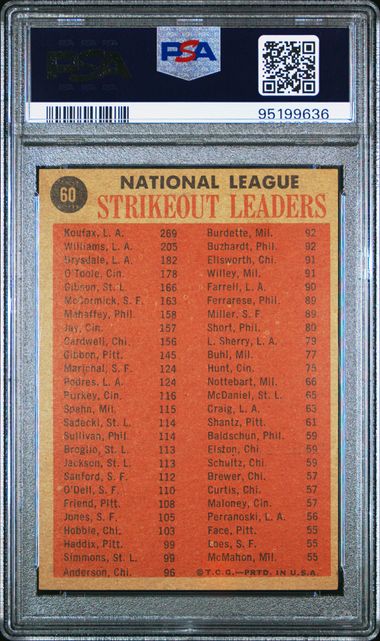 PSA
PSA
95199636
60
NATIONAL LEAGUE
STRIKEOUT LEADERS
Koufax, L. A. 269
Williams, L. A. 205
Drysdale, L. A. 182
O'Toole, Cin. 178
Gibson, St. L. 166
McCormick, S. F. 163
Mahaffey, Phil. 158
Jay, Cin. 157
Cardwell, Chi. 156
Gibbon, Pitt. 145
Marichal, S. F. 124
Podres, L. A. 124
Purkey, Cin. 116
Spahn, Mil. 115
Sadecki, St. L. 114
Sullivan, Phil. 114
Broglio, St. L. 113
Jackson, St. L. 113
Sanford, S. F. 112
O'Dell, S. F. 110
Friend, Pitt. 108
Jones, S. F. 105
Hobbie, Chi. 103
Haddix, Pitt. 99
Simmons, St. L. 99
Anderson, Chi. 96
Burdette, Mil. 92
Buzhardt, Phil. 92
Ellsworth, Chi. 91
Willey, Mil. 91
Farrell, L. A. 90
Ferrarese, Phil. 89
Miller, S. F. 89
Short, Phil. 80
L. Sherry, L. A. 79
Buhl, Mil. 77
Hunt, Cin. 75
Nottebart, Mil. 66
McDaniel, St. L. 65
Craig, L. A. 63
Shantz, Pitt. 61
Baldschun, Phil. 59
Elston, Chi. 59
Schultz, Chi. 59
Brewer, Chi. 57
Curtis, Chi. 57
Maloney, Cin. 57
Perranoski, L. A. 56
Face, Pitt. 55
Loes, S. F. 55
McMahon, Mil. 55
© T. C. G.—PRTD. IN U. S. A.